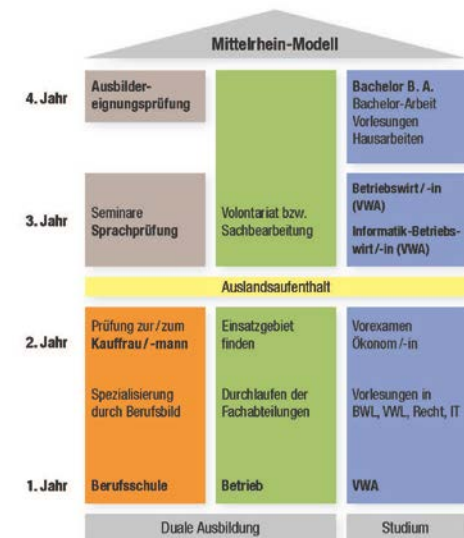 Mittelrhein-Modell
4. Jahr
Ausbilder-
eignungsprüfung
Bachelor B. A.
Bachelor-Arbeit
Vorlesungen
Hausarbeiten
3. Jahr
Seminare
Sprachprüfung
Volontariat bzw.
Sachbearbeitung
Betriebswirt/-in
(VWA)
Informatik-Betriebs-
wirt/-in (VWA)
Auslandsaufenthalt
2. Jahr
Prüfung zur/zum
Kauffrau/-mann
Einsatzgebiet
finden
Vorexamen
Ökonom/-in
Spezialisierung
durch Berufsbild
Durchlaufen der
Fachabteilungen
Vorlesungen in
BWL, VWL, Recht, IT
1. Jahr
Berufsschule
Betrieb
VWA
Duale Ausbildung
Studium